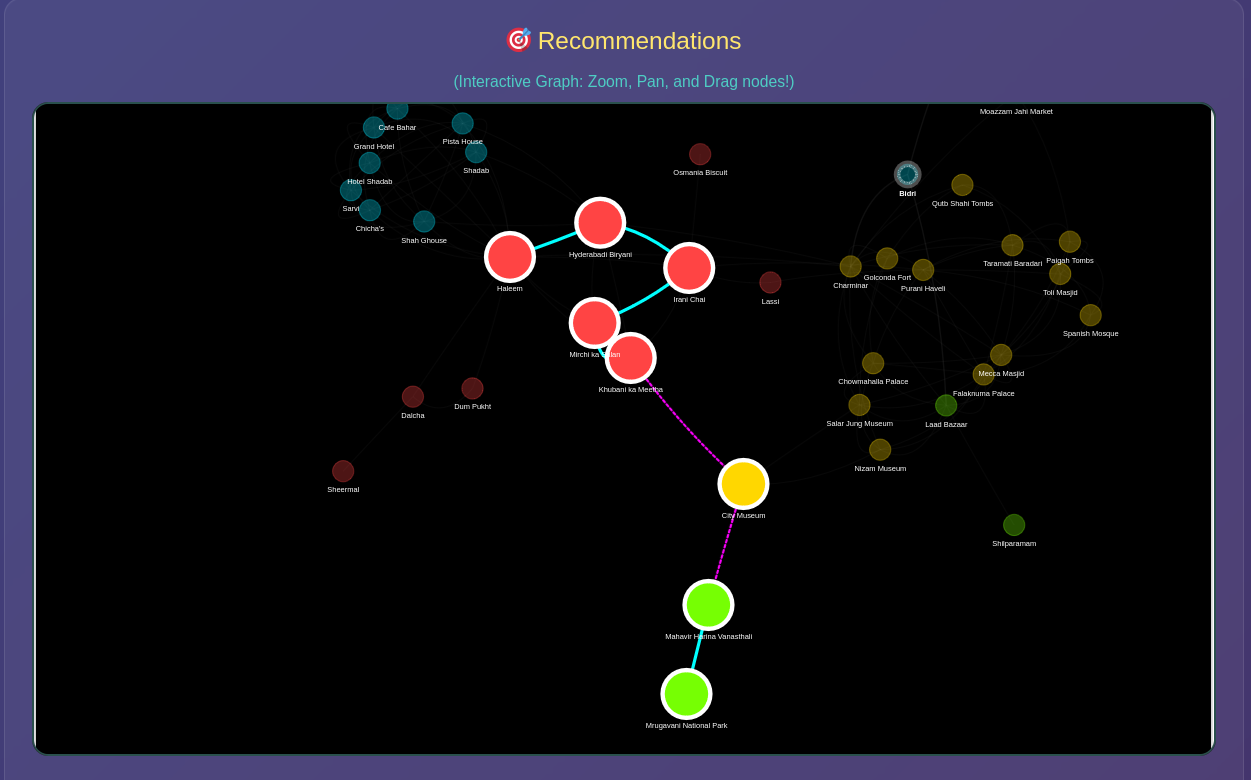 🎯 Recommendations
(Interactive Graph: Zoom, Pan, and Drag nodes!)
Moazzam Jahi Market
Cafe Bahar
Pista House
Grand Hotel
Shadab
Osmania Biscuit
Hotel Shadab
Bidri
Qutb Shahi Tombs
Sarvi
Chicha's
Shah Ghouse
Hyderabadi Biryani
Taramati Baradari
Paigah Tombs
Golconda Fort
Charminar
Purani Haveli
Haleem
Toli Masjid
Irani Chai
Lassi
Spanish Mosque
Mirchi ka Salan
Mecca Masjid
Chowmahalla Palace
Khubani ka Meetha
Falaknuma Palace
Dum Pukht
Dalcha
Salar Jung Museum
Laad Bazaar
Nizam Museum
Sheermal
City Museum
Shilparamam
Mahavir Harina Vanasthali
Mrugavani National Park